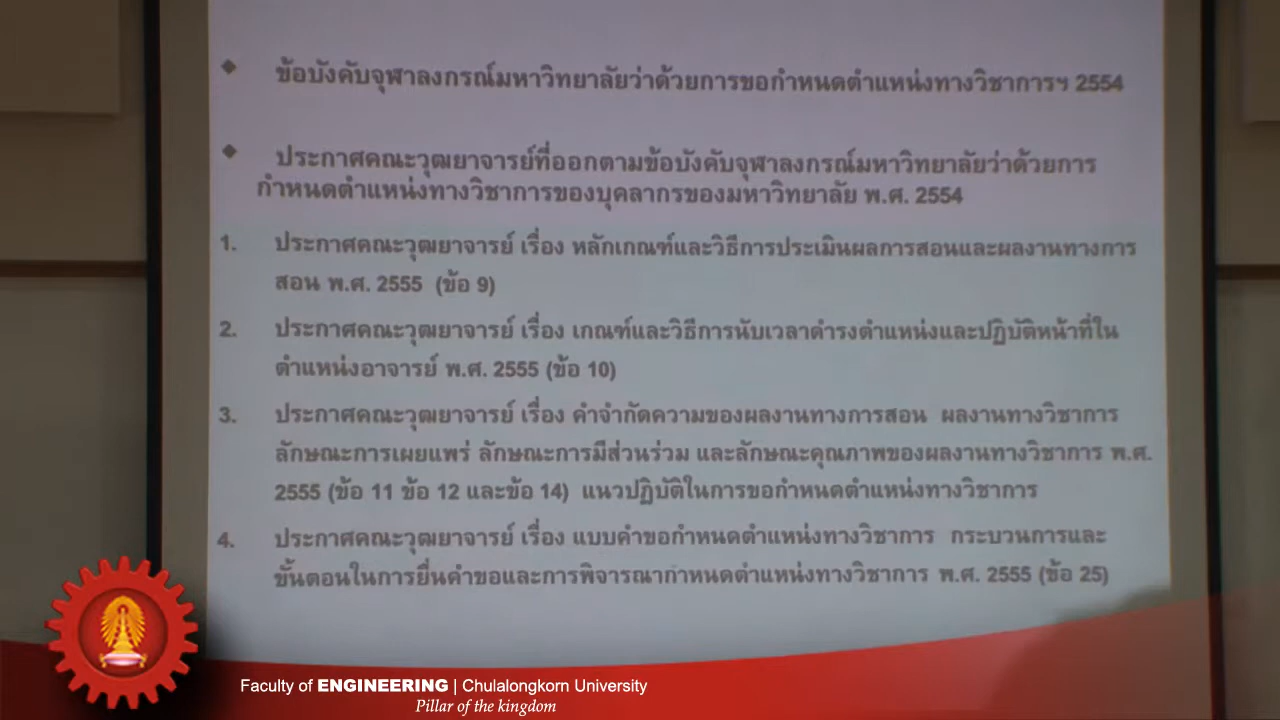 ◆ ข้อบังคับจุฬาลงกรณ์มหาวิทยาลัยว่าด้วยการขอกำหนดตำแหน่งทางวิชาการฯ 2554
◆ ประกาศคณะวุฒยาจารย์ที่ออกตามข้อบังคับจุฬาลงกรณ์มหาวิทยาลัยว่าด้วยการ
กำหนดตำแหน่งทางวิชาการของบุคลากรของมหาวิทยาลัย พ.ศ. 2554
1. ประกาศคณะวุฒยาจารย์ เรื่อง หลักเกณฑ์และวิธีการประเมินผลการสอนและผลงานทางการ
สอน พ.ศ. 2555 (ข้อ 9)
2. ประกาศคณะวุฒยาจารย์ เรื่อง เกณฑ์และวิธีการนับเวลาดำรงตำแหน่งและปฏิบัติหน้าที่ใน
ตำแหน่งอาจารย์ พ.ศ. 2555 (ข้อ 10)
3. ประกาศคณะวุฒยาจารย์ เรื่อง คำจำกัดความของผลงานทางการสอน ผลงานทางวิชาการ
ลักษณะการเผยแพร่ ลักษณะการมีส่วนร่วม และลักษณะคุณภาพของผลงานทางวิชาการ พ.ศ.
2555 (ข้อ 11 ข้อ 12 และข้อ 14) แนวปฏิบัติในการขอกำหนดตำแหน่งทางวิชาการ
4. ประกาศคณะวุฒยาจารย์ เรื่อง แบบคำขอกำหนดตำแหน่งทางวิชาการ กระบวนการและ
ขั้นตอนในการยื่นคำขอและการพิจารณากำหนดตำแหน่งทางวิชาการ พ.ศ. 2555 (ข้อ 25)
Faculty of ENGINEERING | Chulalongkorn University
Pillar of the kingdom